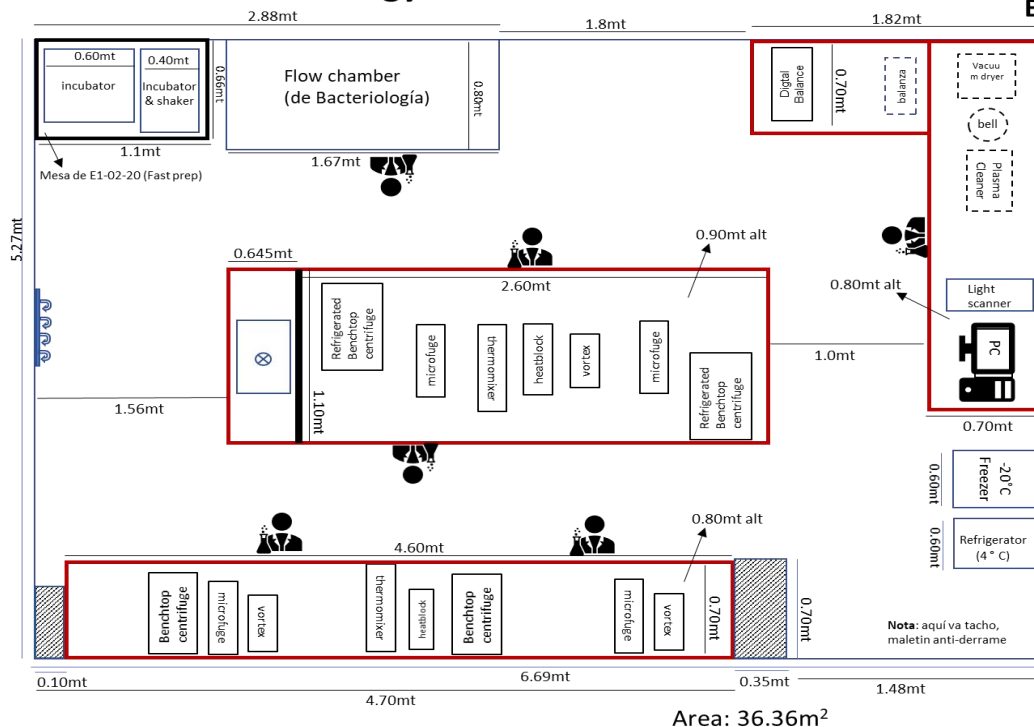 2.88mt
1.8mt
1.82mt
0.60mt
incubator
0.40mt
Incubator
& shaker
0.66mt
Flow chamber
(de Bacteriología)
0.80mt
Digtal
Balance
0.70mt
balanza
Vacuu
m dryer
bell
Plasma
Cleaner
1.1mt
1.67mt
Mesa de E1-02-20 (Fast prep)
5.27mt
0.645mt
0.90mt alt
2.60mt
0.80mt alt
Light
scanner
PC
Refrigerated
Benchtop
centrifuge
microfuge
thermomixer
heatblock
vortex
microfuge
Refrigerated
Benchtop
centrifuge
1.10mt
1.0mt
1.56mt
0.70mt
-20°C
Freezer
0.60mt
Refrigerator
(4 ° C)
0.60mt
0.80mt alt
4.60mt
Benchtop
centrifuge
microfuge
vortex
thermomixer
heatblock
Benchtop
centrifuge
microfuge
vortex
0.70mt
0.70mt
Nota: aquí va tacho,
maletin anti-derrame
0.10mt
6.69mt
0.35mt
4.70mt
1.48mt
Area: 36.36m²